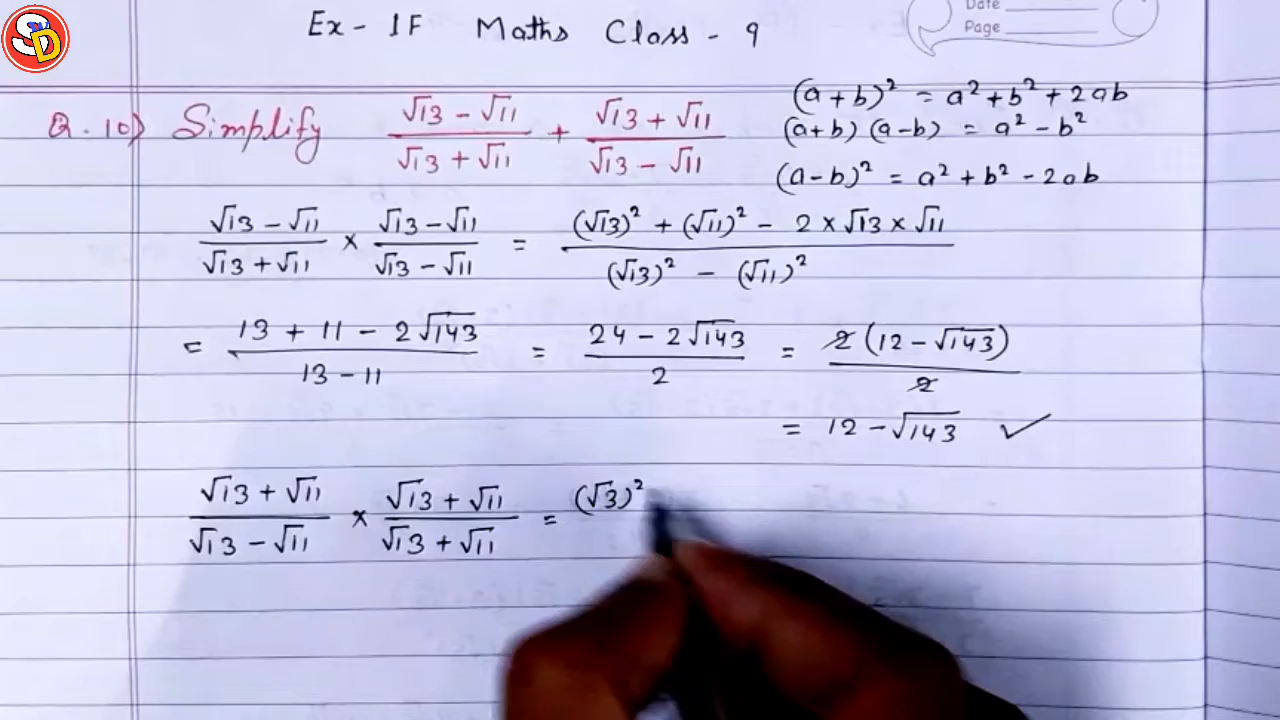 SD
Ex - 1F Maths Class - 9
Date
Page
Q.10) Simplify (√13 - √11)/(√13 + √11) + (√13 + √11)/(√13 - √11)
(a+b)² = a² + b² + 2ab
(a+b) (a-b) = a² - b²
(a-b)² = a² + b² - 2ab
(√13 - √11)/(√13 + √11) × (√13 - √11)/(√13 - √11) = ((√13)² + (√11)² - 2 × √13 × √11)/((√13)² - (√11)²)
= (13 + 11 - 2√143)/(13 - 11) = (24 - 2√143)/2 = 2(12 - √143)/2
= 12 - √143 ✓
(√13 + √11)/(√13 - √11) × (√13 + √11)/(√13 + √11) = (√3)²